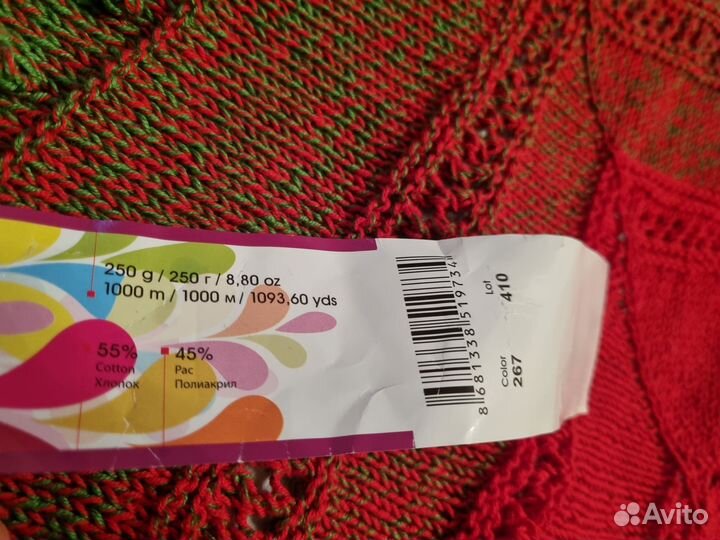 250 g / 250 г / 8,80 oz
1000 m / 1000 м / 1093,60 yds
55%
Cotton
Хлопок
45%
Pac
Полиакрил
8 681338 519734
Lot
410
Color
267
Avito